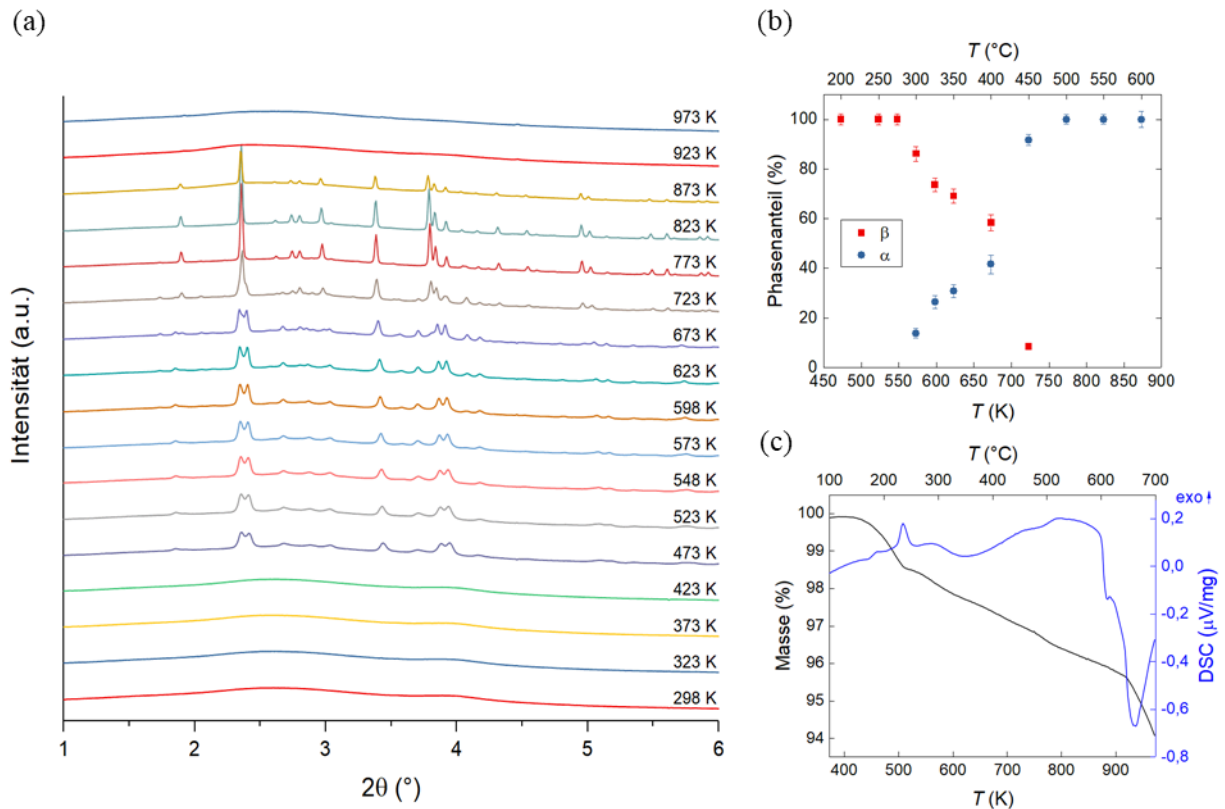 (a)
Intensität (a.u.)
973 K
923 K
873 K
823 K
773 K
723 K
673 K
623 K
598 K
573 K
548 K
523 K
473 K
423 K
373 K
323 K
298 K
1 2 3 4 5 6
2θ (°)
(b)
T (°C)
200 250 300 350 400 450 500 550 600
Phasenanteil (%)
100
80
60
40
20
0
β
α
450 500 550 600 650 700 750 800 850 900
T (K)
(c)
T (°C)
100 200 300 400 500 600 700
exo
Masse (%)
100
99
98
97
96
95
94
0,2
0,0
-0,2
-0,4
-0,6
-0,8
DSC (µV/mg)
400 500 600 700 800 900
T (K)